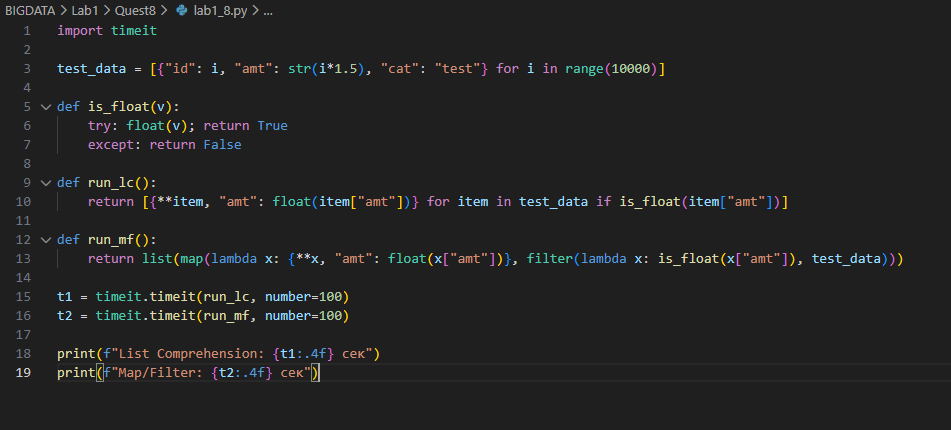 BIGDATA > Lab1 > Quest8 > lab1_8.py > ...
1 import timeit
2
3 test_data = [{"id": i, "amt": str(i*1.5), "cat": "test"} for i in range(10000)]
4
5 def is_float(v):
6     try: float(v); return True
7     except: return False
8
9 def run_lc():
10     return [{**item, "amt": float(item["amt"])} for item in test_data if is_float(item["amt"])]
11
12 def run_mf():
13     return list(map(lambda x: {**x, "amt": float(x["amt"])}, filter(lambda x: is_float(x["amt"]), test_data)))
14
15 t1 = timeit.timeit(run_lc, number=100)
16 t2 = timeit.timeit(run_mf, number=100)
17
18 print(f"List Comprehension: {t1:.4f} сек")
19 print(f"Map/Filter: {t2:.4f} сек")